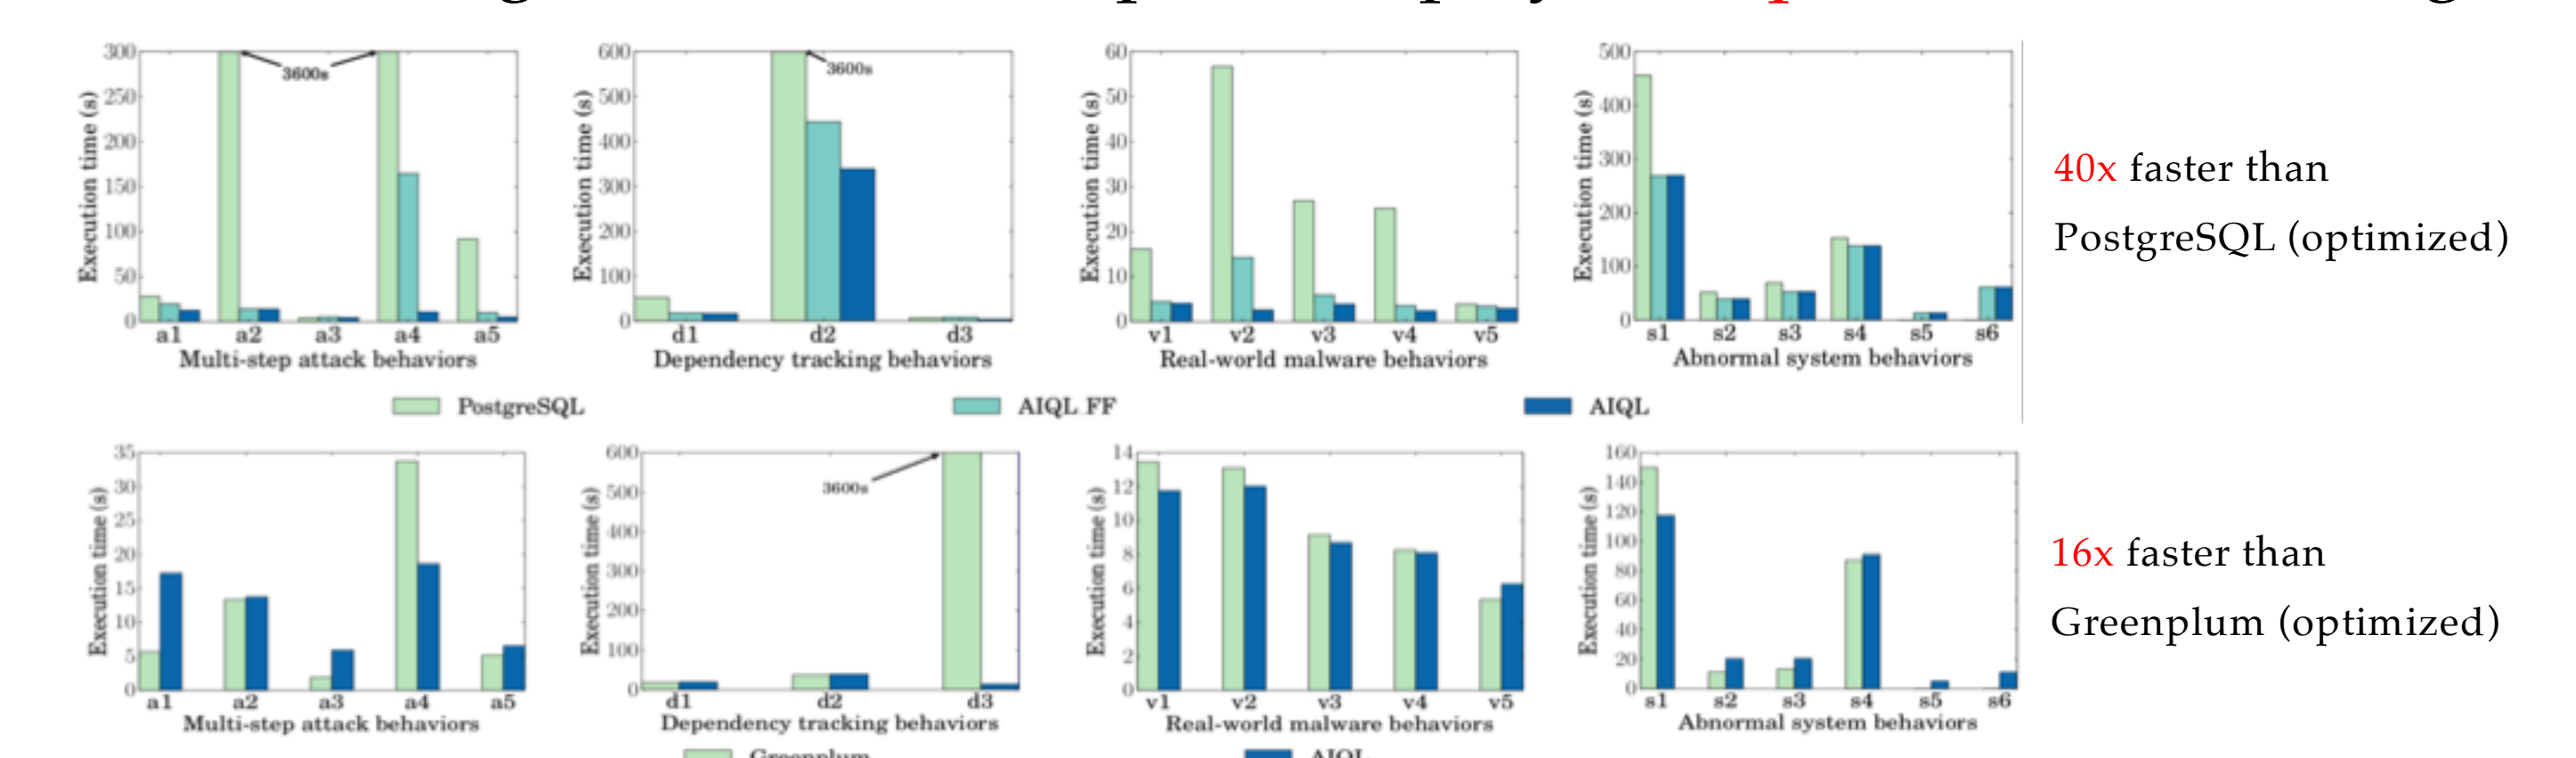 300
250
200
150
100
50
0
Execution time (s)
3600s
a1 a2 a3 a4 a5
Multi-step attack behaviors
600
500
400
300
200
100
0
Execution time (s)
3600s
d1 d2 d3
Dependency tracking behaviors
60
50
40
30
20
10
0
Execution time (s)
v1 v2 v3 v4 v5
Real-world malware behaviors
500
400
300
200
100
0
Execution time (s)
s1 s2 s3 s4 s5 s6
Abnormal system behaviors
40x faster than
PostgreSQL (optimized)
PostgreSQL AIQL FF AIQL
35
30
25
20
15
10
5
0
Execution time (s)
a1 a2 a3 a4 a5
Multi-step attack behaviors
600
500
400
300
200
100
0
Execution time (s)
3600s
d1 d2 d3
Dependency tracking behaviors
14
12
10
8
6
4
2
0
Execution time (s)
v1 v2 v3 v4 v5
Real-world malware behaviors
160
140
120
100
80
60
40
20
0
Execution time (s)
s1 s2 s3 s4 s5 s6
Abnormal system behaviors
16x faster than
Greenplum (optimized)
Greenplum AIQL